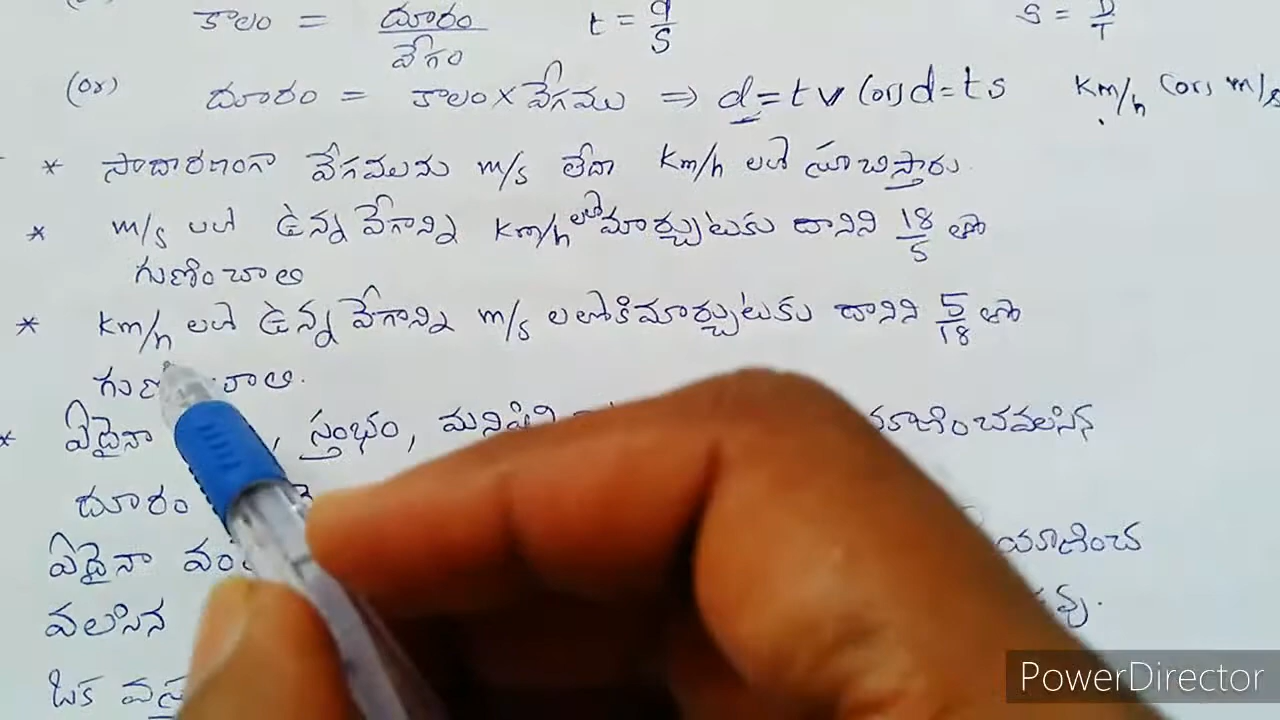 కాలం = దూరం / వేగం t = d/s s = D/T
(or) దూరం = కాలం × వేగము ⇒ d = tv (or) d = ts Km/h (or) m/s
* సాదారణంగా వేగములను m/s లేదా Km/h లలో సూచిస్తారు.
* m/s లలో ఉన్న వేగాన్ని Km/h లలో మార్చుటకు దానిని 18/5 తో
గుణించాలి
* Km/h లలో ఉన్న వేగాన్ని m/s లలోకి మార్చుటకు దానిని 5/18 తో
* ఏదైనా , స్తంభం, మనిషిని
దూరం
ఏదైనా
వలసిన
ఒక
PowerDirector